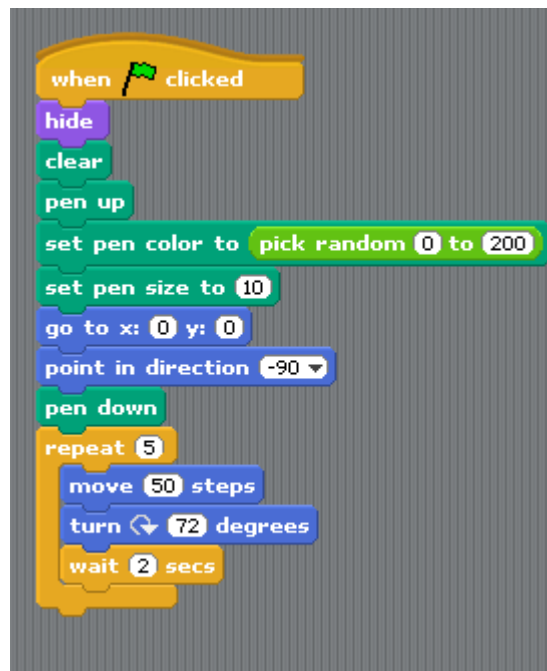 when clicked
hide
clear
pen up
set pen color to pick random 0 to 200
set pen size to 10
go to x: 0 y: 0
point in direction -90
pen down
repeat 5
move 50 steps
turn 72 degrees
wait 2 secs